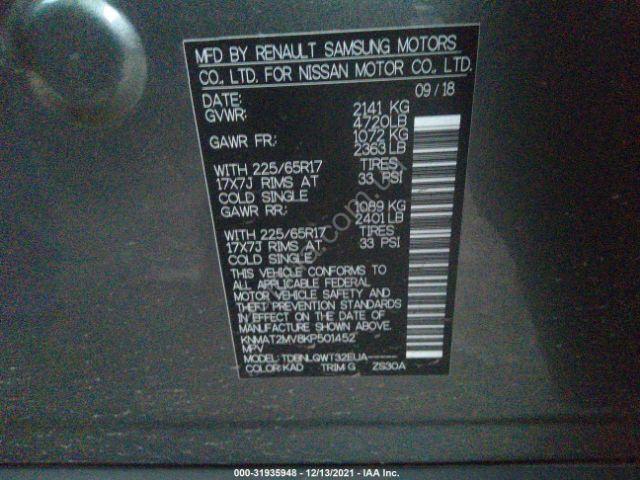 MFD BY RENAULT SAMSUNG MOTORS
CO., LTD. FOR NISSAN MOTOR CO., LTD.
DATE: 09 / 18
GVWR: 2141 KG
4720LB
GAWR FR: 1072 KG
2363 LB
WITH 225/65R17 TIRES
17X7J RIMS AT 33 PSI
COLD SINGLE
GAWR RR: 1089 KG
2401LB
WITH 225/65R17 TIRES
17X7J RIMS AT 33 PSI
COLD SINGLE
THIS VEHICLE CONFORMS TO
ALL APPLICABLE FEDERAL
MOTOR VEHICLE SAFETY AND
THEFT PREVENTION STANDARDS
IN EFFECT ON THE DATE OF
MANUFACTURE SHOWN ABOVE.
KNMAT2MV8KP501452
MPV
MODEL: TDBNLQWT32EUA-----
COLOR: KAD TRIM: G ZS30A
000-31935948 - 12/13/2021 - IAA Inc.